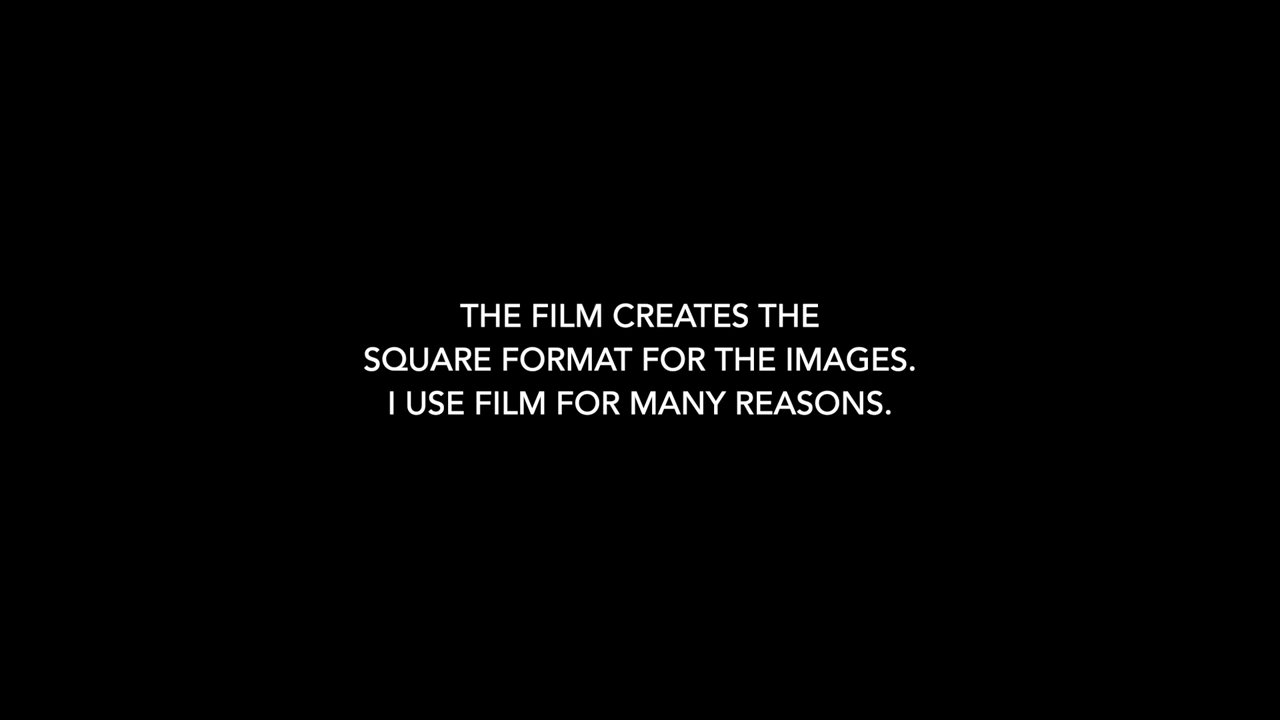 THE FILM CREATES THE
SQUARE FORMAT FOR THE IMAGES.
I USE FILM FOR MANY REASONS.